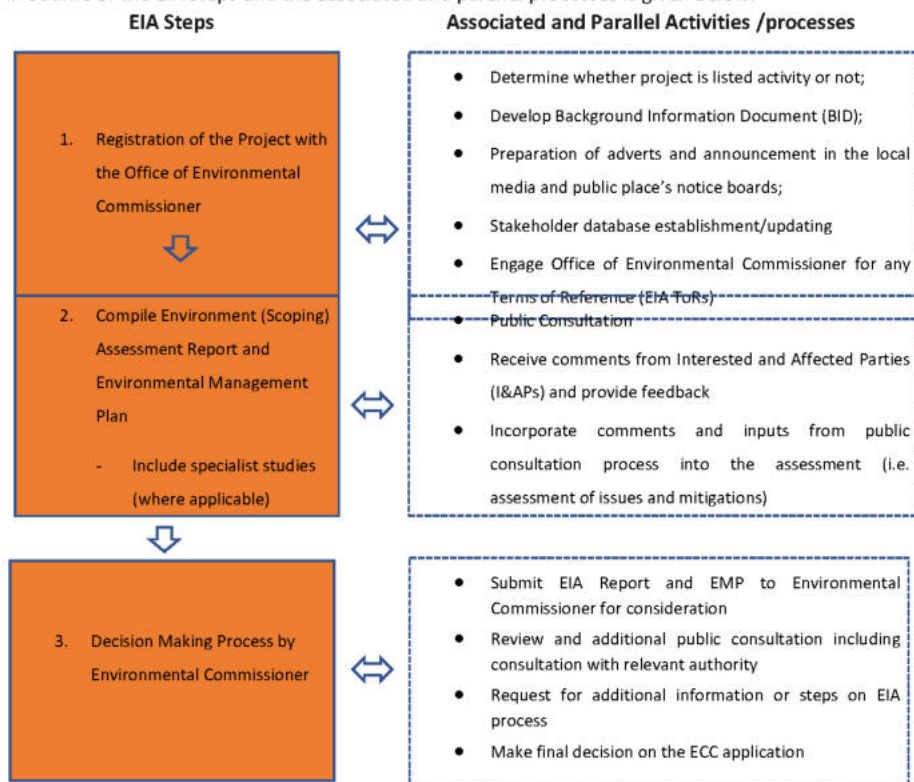 EIA Steps
Associated and Parallel Activities /processes
1. Registration of the Project with
the Office of Environmental
Commissioner
• Determine whether project is listed activity or not;
• Develop Background Information Document (BID);
• Preparation of adverts and announcement in the local
media and public place's notice boards;
• Stakeholder database establishment/updating
• Engage Office of Environmental Commissioner for any
Terms of Reference (EIA ToRs)
2. Compile Environment (Scoping)
Assessment Report and
Environmental Management
Plan
- Include specialist studies
(where applicable)
• Public Consultation
• Receive comments from Interested and Affected Parties
(I&APs) and provide feedback
• Incorporate comments and inputs from public
consultation process into the assessment (i.e.
assessment of issues and mitigations)
3. Decision Making Process by
Environmental Commissioner
• Submit EIA Report and EMP to Environmental
Commissioner for consideration
• Review and additional public consultation including
consultation with relevant authority
• Request for additional information or steps on EIA
process
• Make final decision on the ECC application